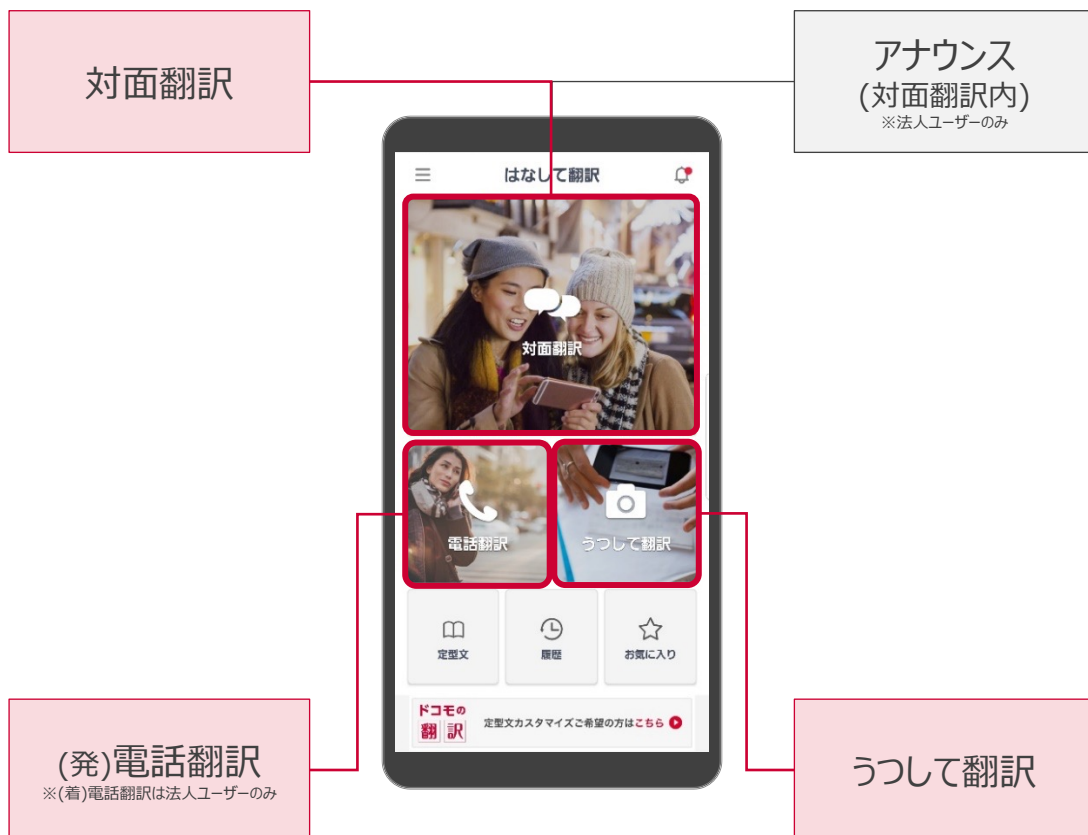 対面翻訳
アナウンス
(対面翻訳内)
※法人ユーザーのみ
はなして翻訳
対面翻訳
電話翻訳
うつして翻訳
定型文
履歴
お気に入り
ドコモの
翻訳
定型文カスタマイズご希望の方はこちら
(発)電話翻訳
※(着)電話翻訳は法人ユーザーのみ
うつして翻訳